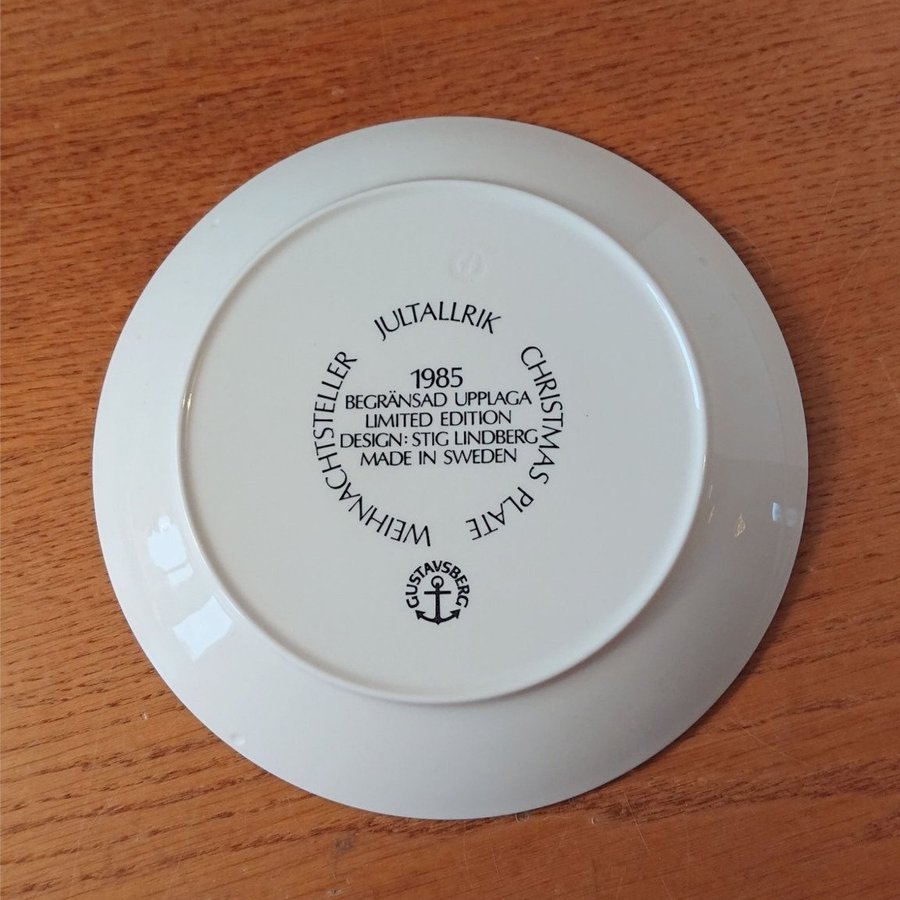 JULTALLRIK
CHRISTMAS PLATE
WEIHNACHTSTELLER
1985
BEGRÄNSAD UPPLAGA
LIMITED EDITION
DESIGN: STIG LINDBERG
MADE IN SWEDEN
GUSTAVSBERG